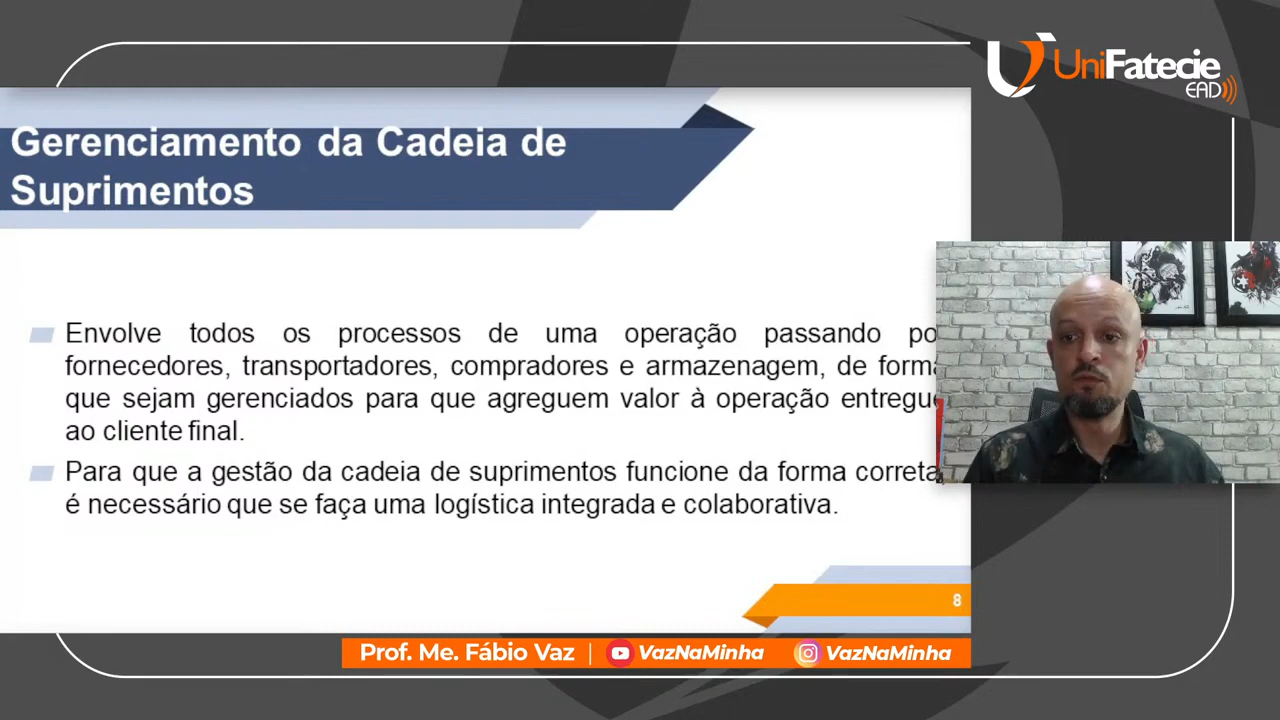 UniFatecie
EAD
Gerenciamento da Cadeia de
Suprimentos
Envolve todos os processos de uma operação passando po
fornecedores, transportadores, compradores e armazenagem, de forma
que sejam gerenciados para que agreguem valor à operação entregue
ao cliente final.
Para que a gestão da cadeia de suprimentos funcione da forma correta,
é necessário que se faça uma logística integrada e colaborativa.
8
Prof. Me. Fábio Vaz | VazNaMinha VazNaMinha